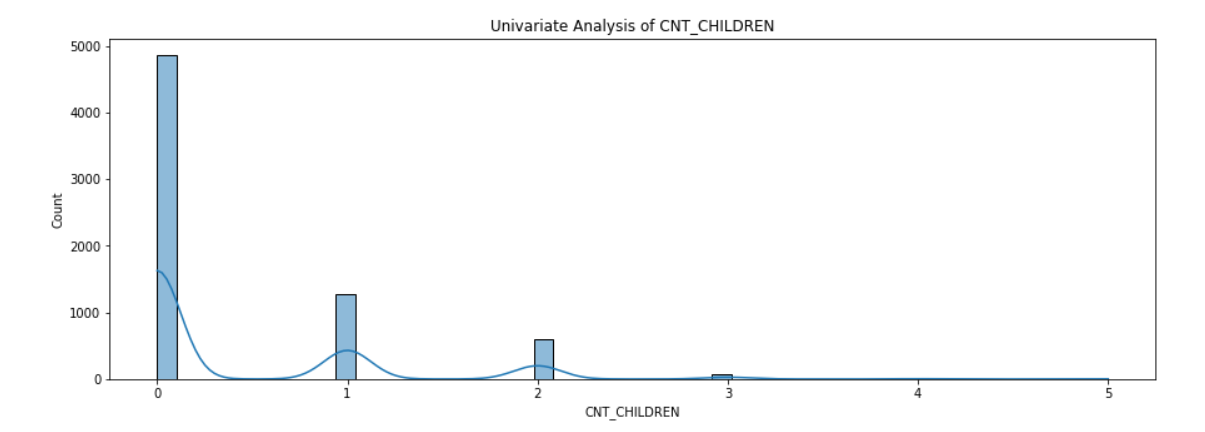 Univariate Analysis of CNT_CHILDREN
5000
4000
3000
2000
1000
0
Count
0 1 2 3 4 5
CNT_CHILDREN